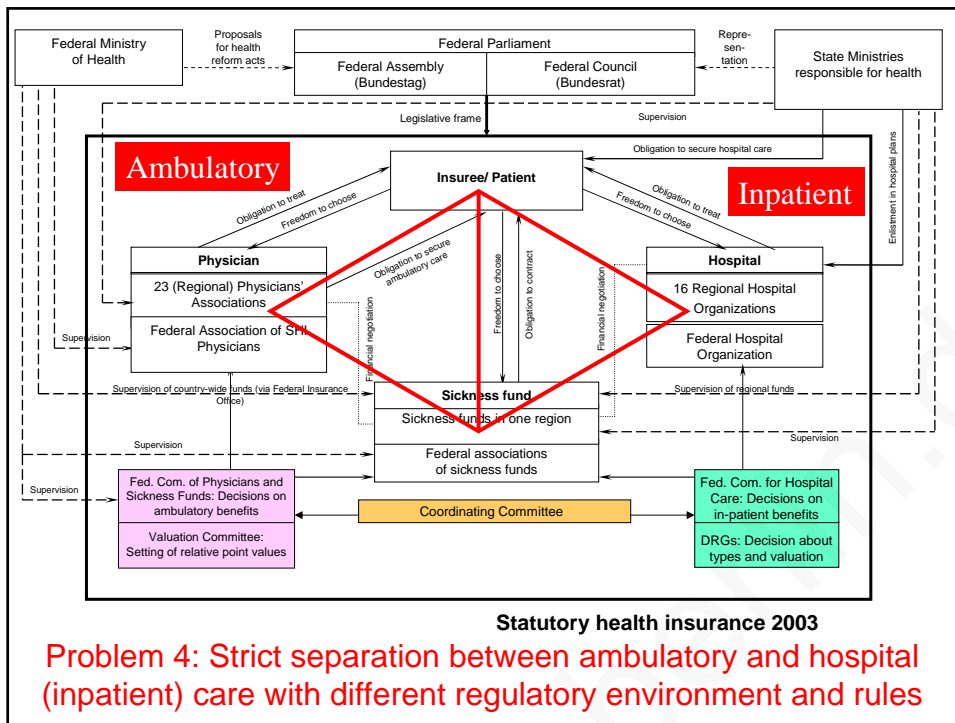 Federal Ministry
of Health
Proposals
for health
reform acts
Federal Parliament
Federal Assembly
(Bundestag)
Federal Council
(Bundesrat)
Repre-
sen-
tation
State Ministries
responsible for health
Legislative frame
Supervision
Ambulatory
Insuree/ Patient
Obligation to secure hospital care
Inpatient
Enlistment in hospital plans
Obligation to treat
Freedom to choose
Obligation to treat
Freedom to choose
Physician
23 (Regional) Physicians'
Associations
Federal Association of SHI
Physicians
Obligation to secure
ambulatory care
Financial negotiation
Freedom to choose
Obligation to contract
Financial negotiation
Hospital
16 Regional Hospital
Organizations
Federal Hospital
Organization
Supervision
Supervision of country-wide funds (via Federal Insurance
Office)
Sickness fund
Sickness funds in one region
Federal associations
of sickness funds
Supervision of regional funds
Supervision
Supervision
Supervision
Fed. Com. of Physicians and
Sickness Funds: Decisions on
ambulatory benefits
Valuation Committee:
Setting of relative point values
Coordinating Committee
Fed. Com. for Hospital
Care: Decisions on
in-patient benefits
DRGs: Decision about
types and valuation
Statutory health insurance 2003
Problem 4: Strict separation between ambulatory and hospital
(inpatient) care with different regulatory environment and rules